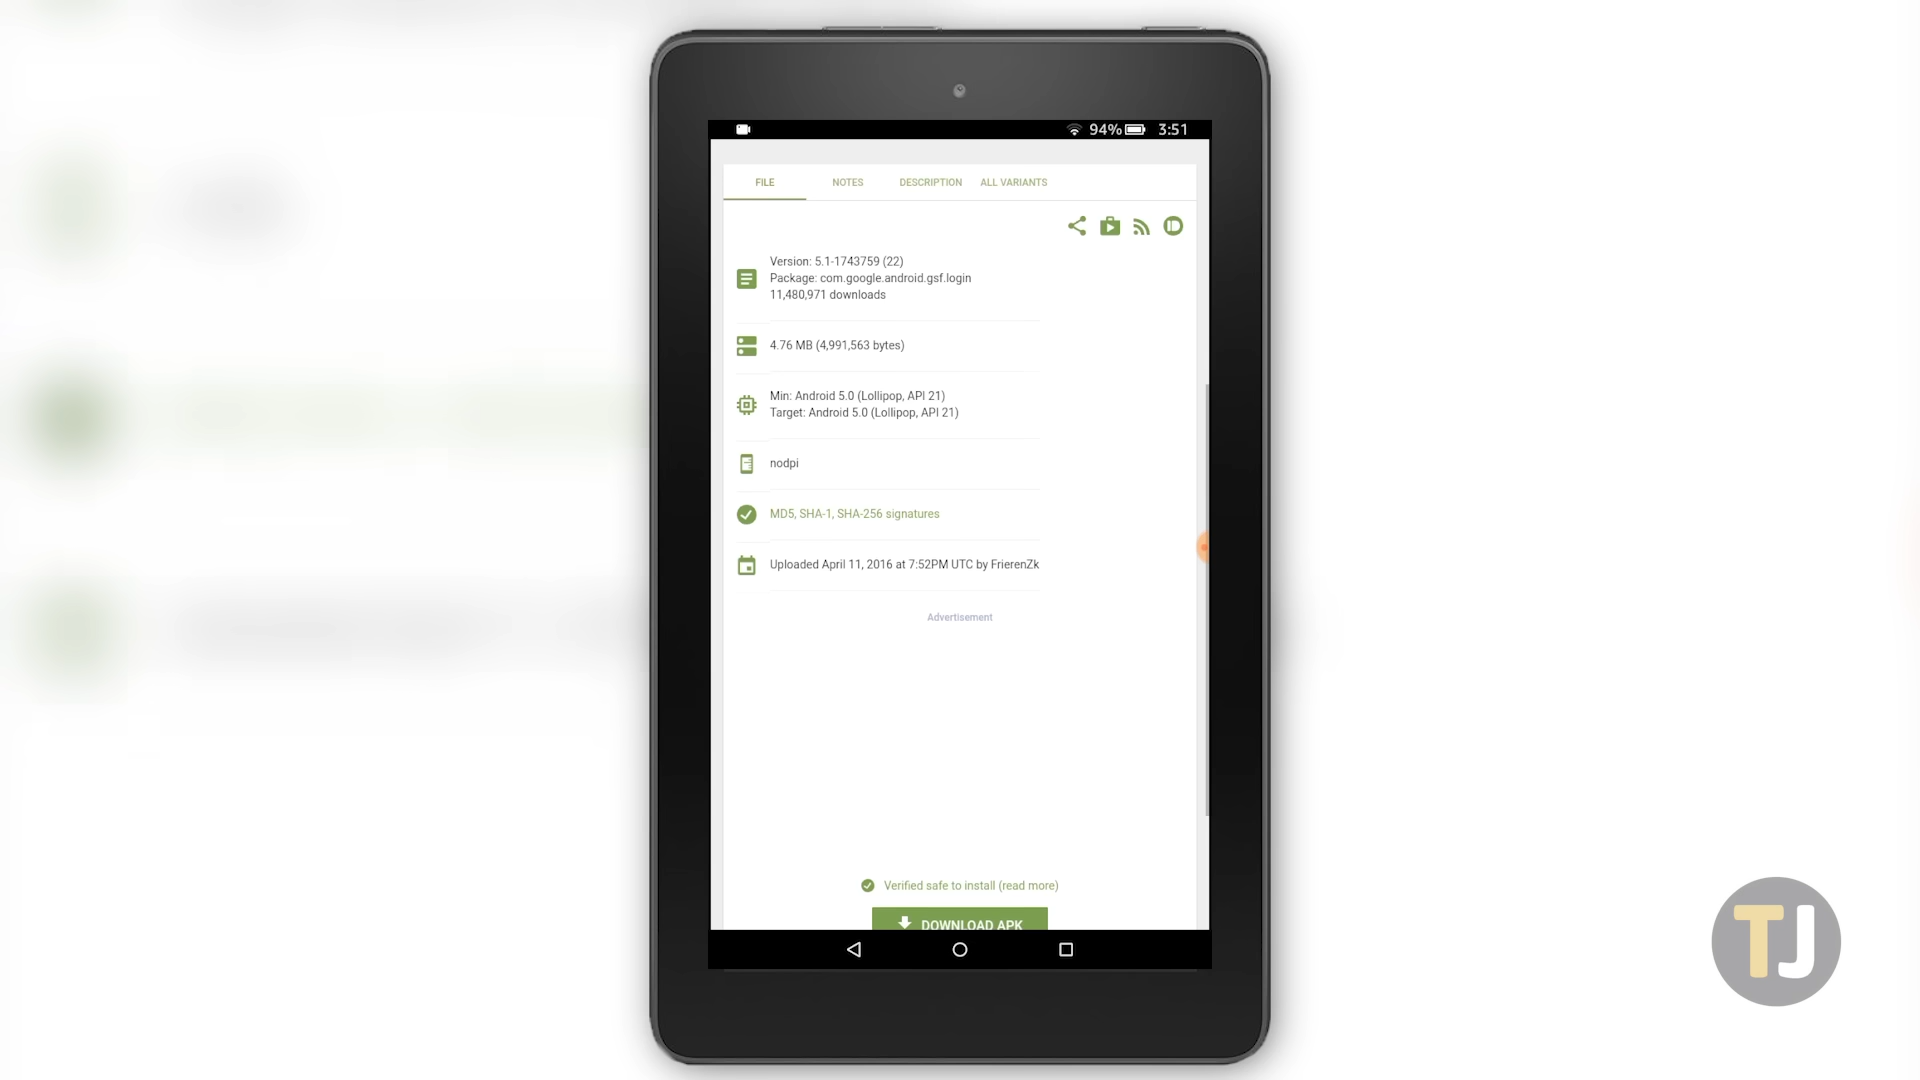 94% 3:51
FILE NOTES DESCRIPTION ALL VARIANTS
Version: 5.1-1743759 (22)
Package: com.google.android.gsf.login
11,480,971 downloads
4.76 MB (4,991,563 bytes)
Min: Android 5.0 (Lollipop, API 21)
Target: Android 5.0 (Lollipop, API 21)
nodpi
MD5, SHA-1, SHA-256 signatures
Uploaded April 11, 2016 at 7:52PM UTC by FrierenZk
Advertisement
Verified safe to install (read more)
DOWNLOAD APK
TJ